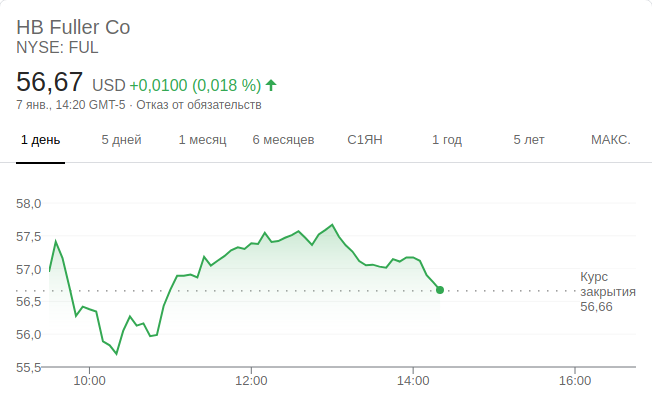 HB Fuller Co
NYSE: FUL
56,67 USD +0,0100 (0,018 %)
7 янв., 14:20 GMT-5 · Отказ от обязательств
1 день 5 дней 1 месяц 6 месяцев С1ЯН 1 год 5 лет МАКС.
58,0
57,5
57,0
56,5
56,0
55,5
Курс
закрытия
56,66
10:00 12:00 14:00 16:00